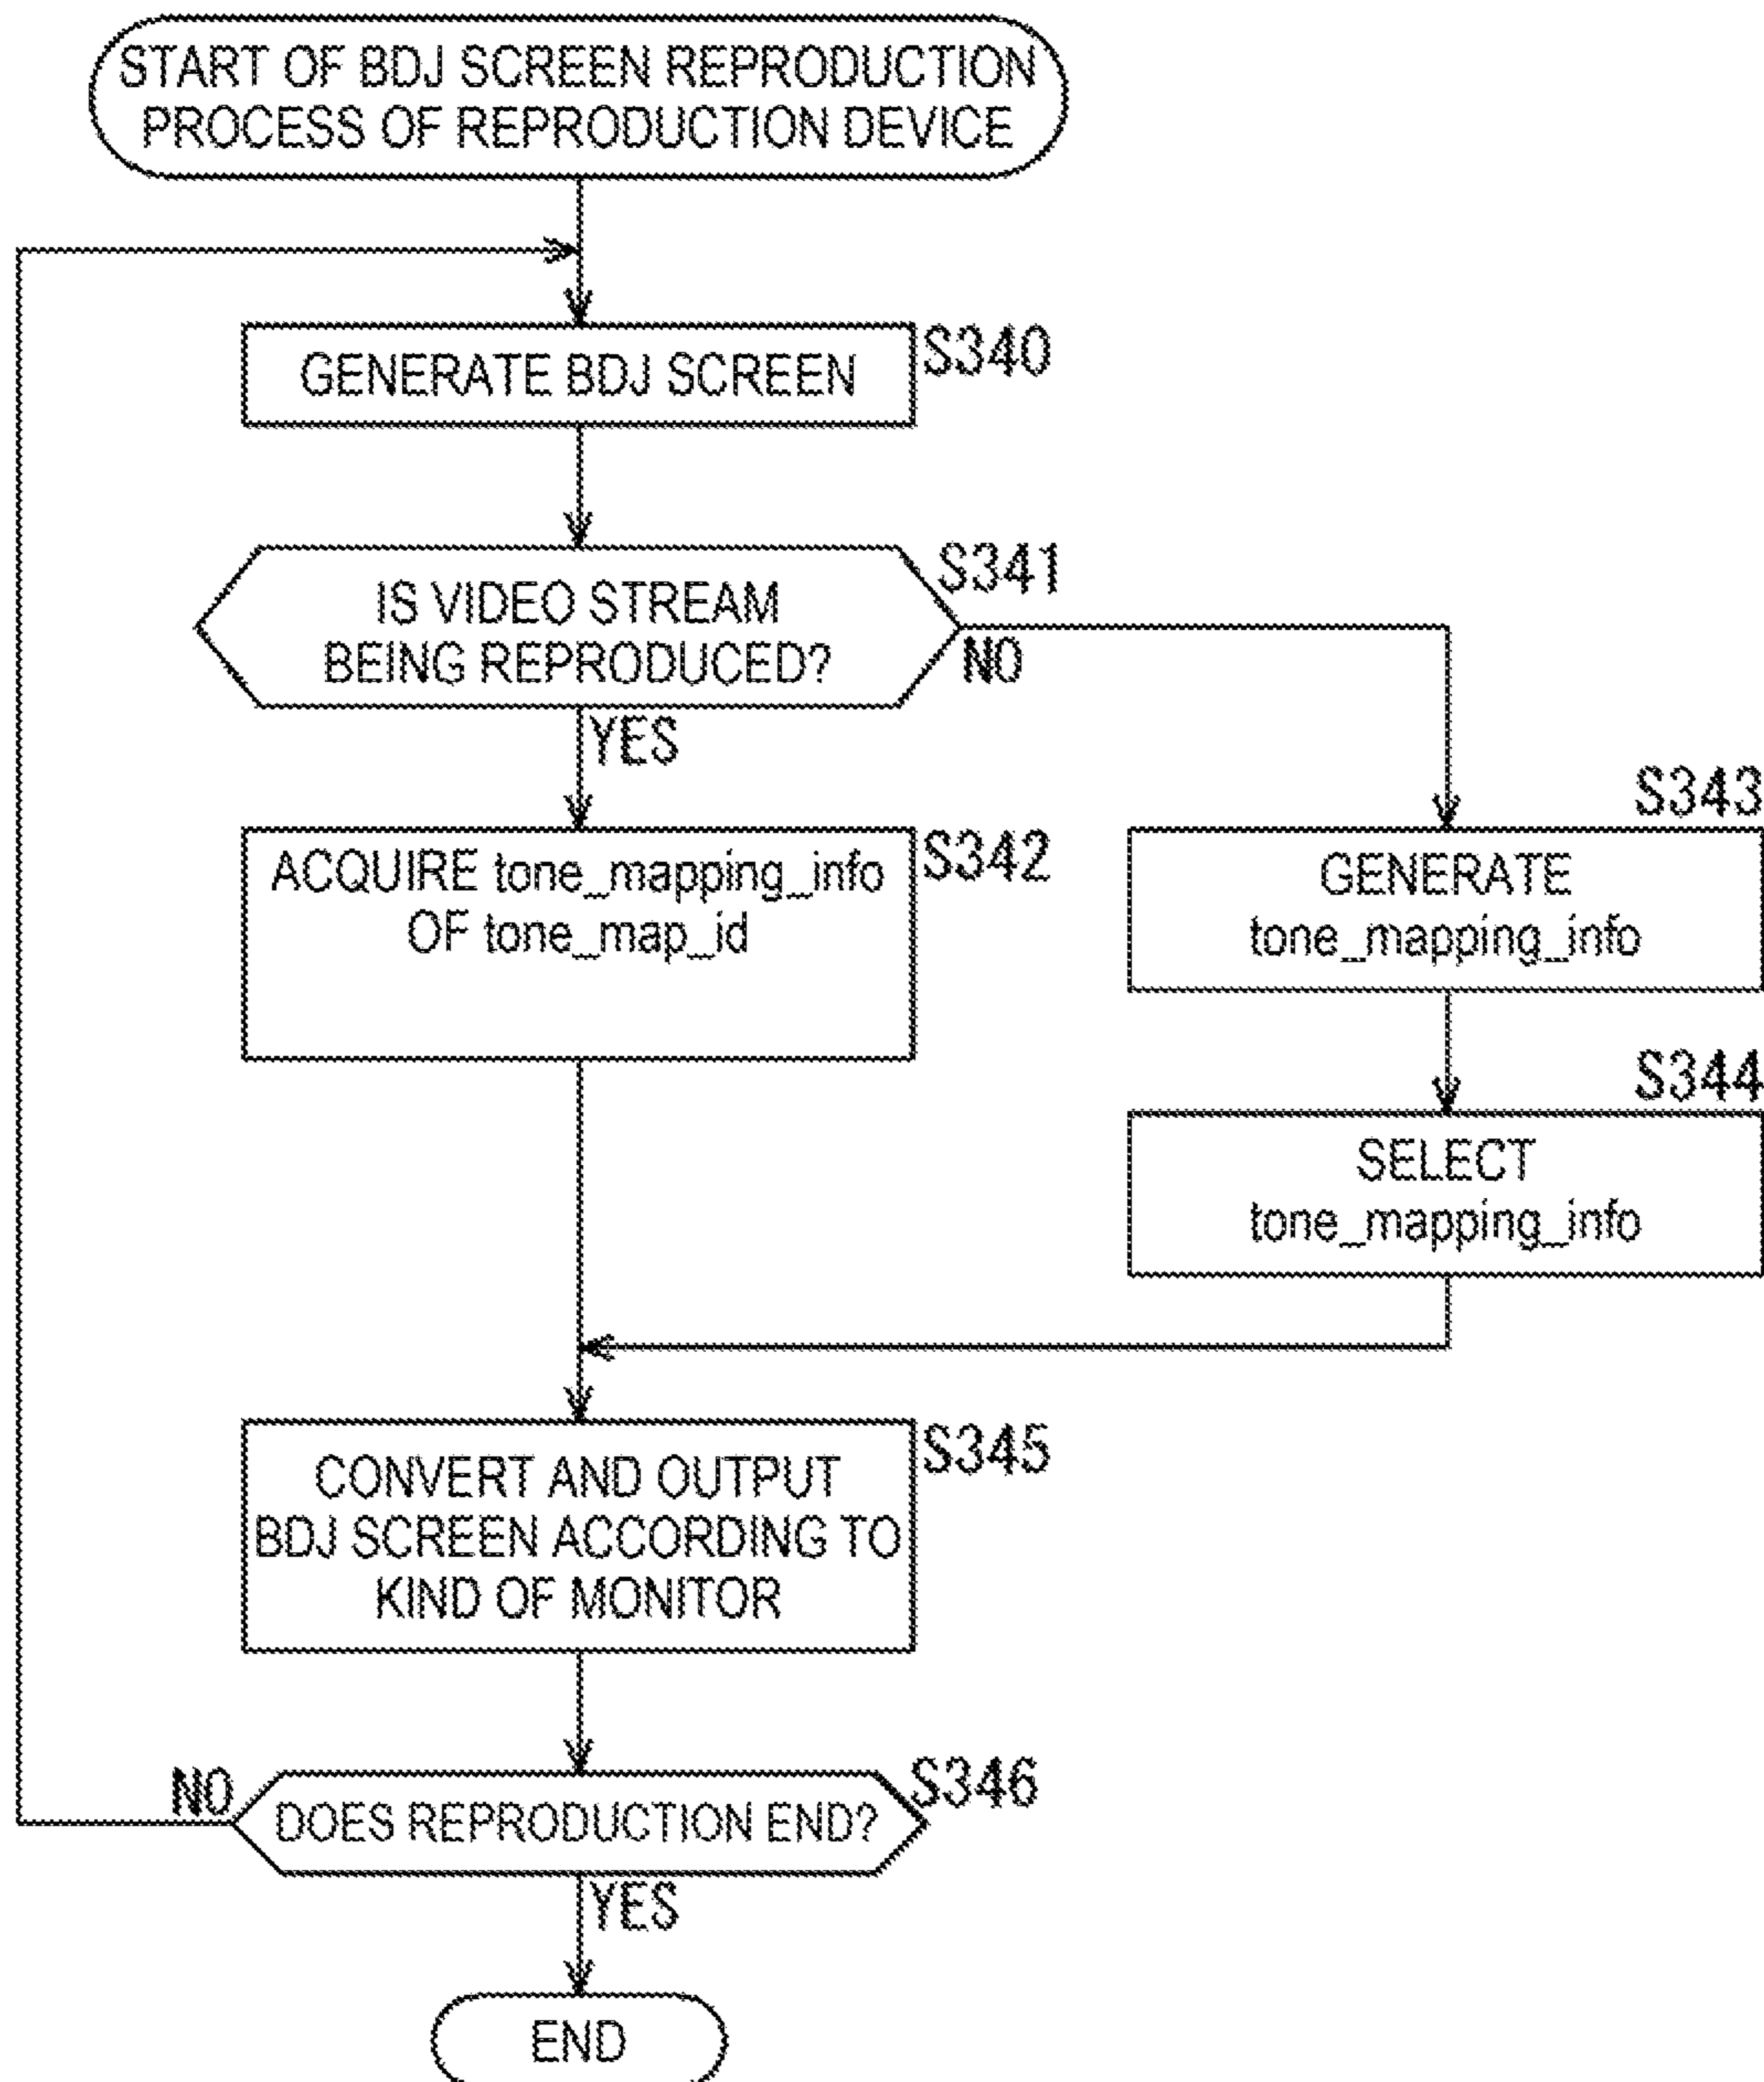 START OF BDJ SCREEN REPRODUCTION
PROCESS OF REPRODUCTION DEVICE
GENERATE BDJ SCREEN
S340
IS VIDEO STREAM
BEING REPRODUCED?
S341
NO
YES
ACQUIRE tone_mapping_info
OF tone_map_id
S342
S343
GENERATE
tone_mapping_info
S344
SELECT
tone_mapping_info
CONVERT AND OUTPUT
BDJ SCREEN ACCORDING TO
KIND OF MONITOR
S345
NO
DOES REPRODUCTION END?
S346
YES
END